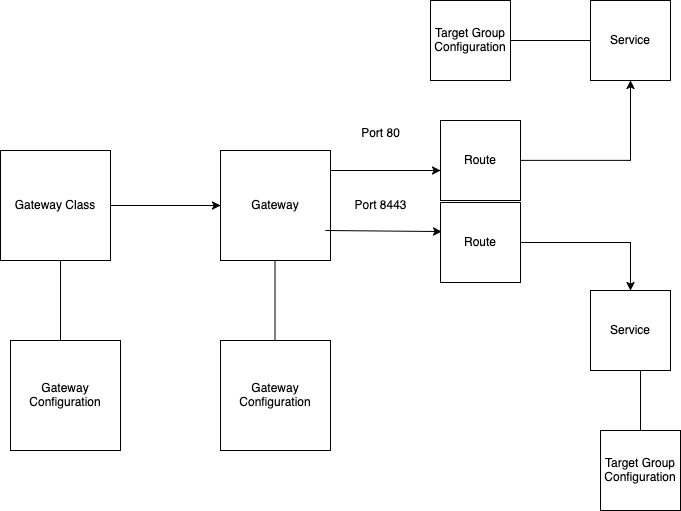 Target Group
Configuration
Service
Port 80
Route
Gateway Class
Gateway
Port 8443
Route
Service
Gateway
Configuration
Gateway
Configuration
Target Group
Configuration